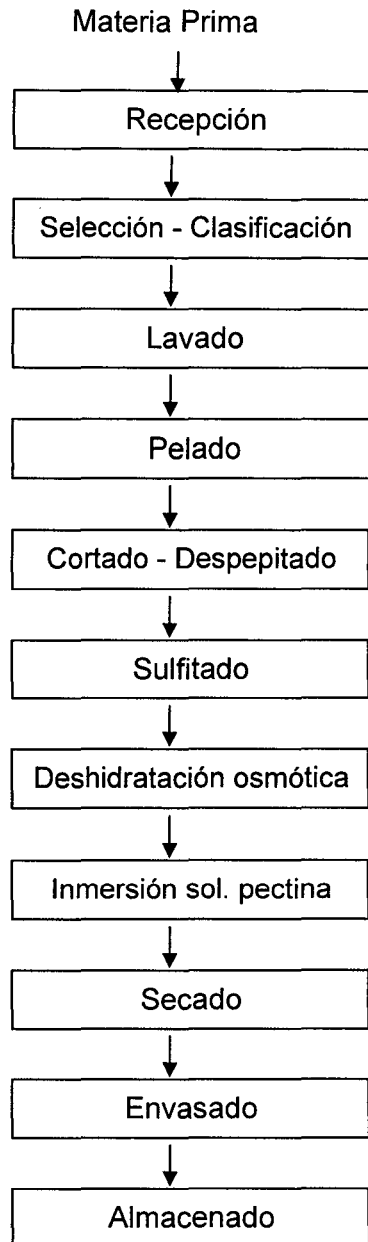 Materia Prima
Recepción
Selección - Clasificación
Lavado
Pelado
Cortado - Despepitado
Sulfitado
Deshidratación osmótica
Inmersión sol. pectina
Secado
Envasado
Almacenado